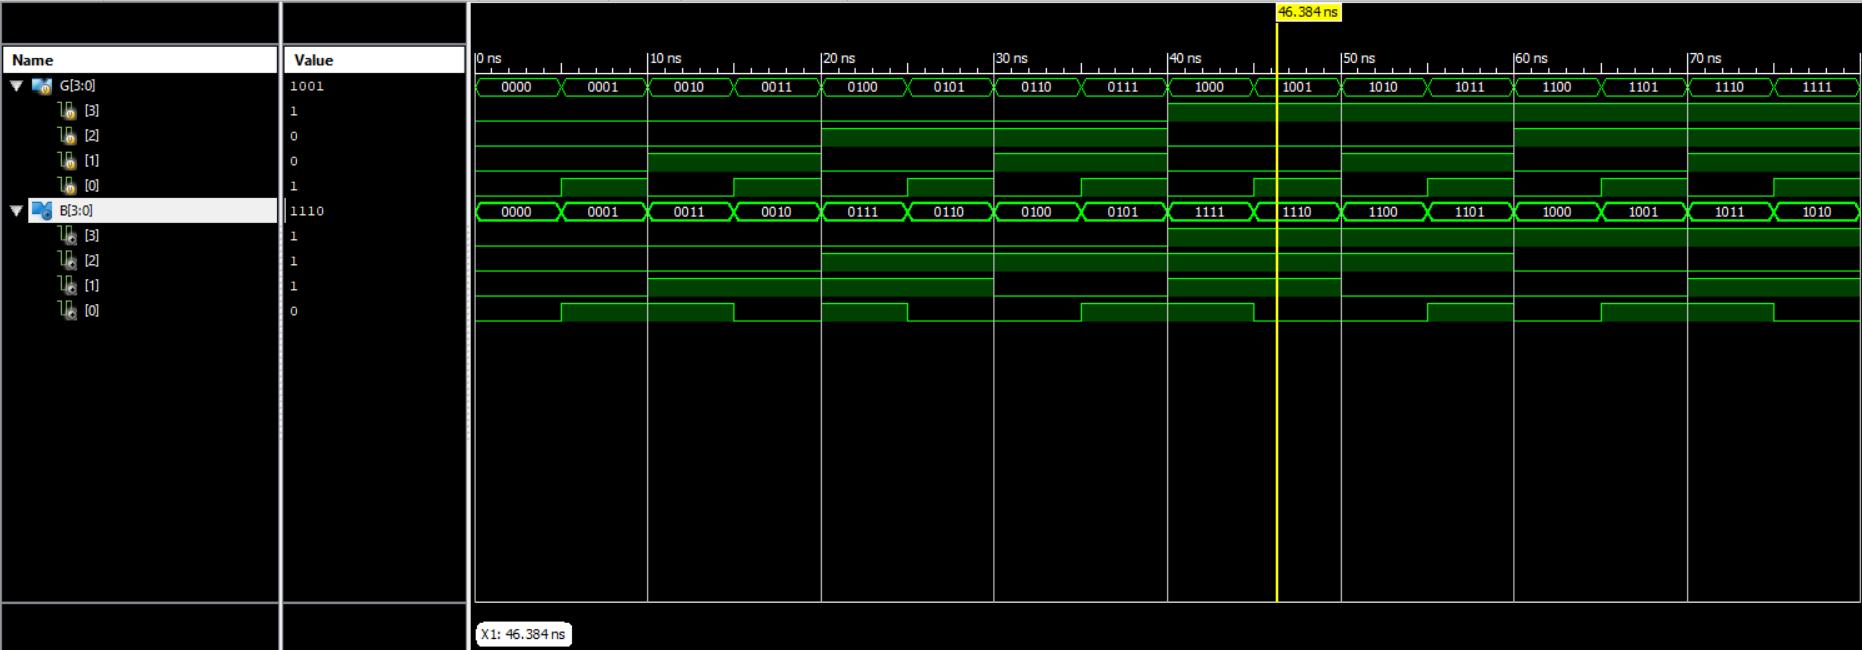 46.384 ns
Name Value 0 ns 10 ns 20 ns 30 ns 40 ns 50 ns 60 ns 70 ns
G[3:0] 1001 0000 0001 0010 0011 0100 0101 0110 0111 1000 1001 1010 1011 1100 1101 1110 1111
[3] 1
[2] 0
[1] 0
[0] 1
B[3:0] 1110 0000 0001 0011 0010 0111 0110 0100 0101 1111 1110 1100 1101 1000 1001 1011 1010
[3] 1
[2] 1
[1] 1
[0] 0
X1: 46.384 ns